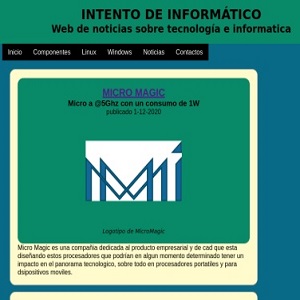 INTENTO DE INFORMÁTICO
Web de noticias sobre tecnología e informatica
Inicio Componentes Linux Windows Noticias Contactos
MICRO MAGIC
Micro a @5Ghz con un consumo de 1W
publicado 1-12-2020
Logotipo de MicroMagic
Micro Magic es una compañia dedicada al producto empresarial y de cad que esta
diseñando estos procesadores que podrían en algun momento determinado tener un
impacto en el panorama tecnologico, sobre todo en procesadores portatiles y para
dsipositivos moviles.